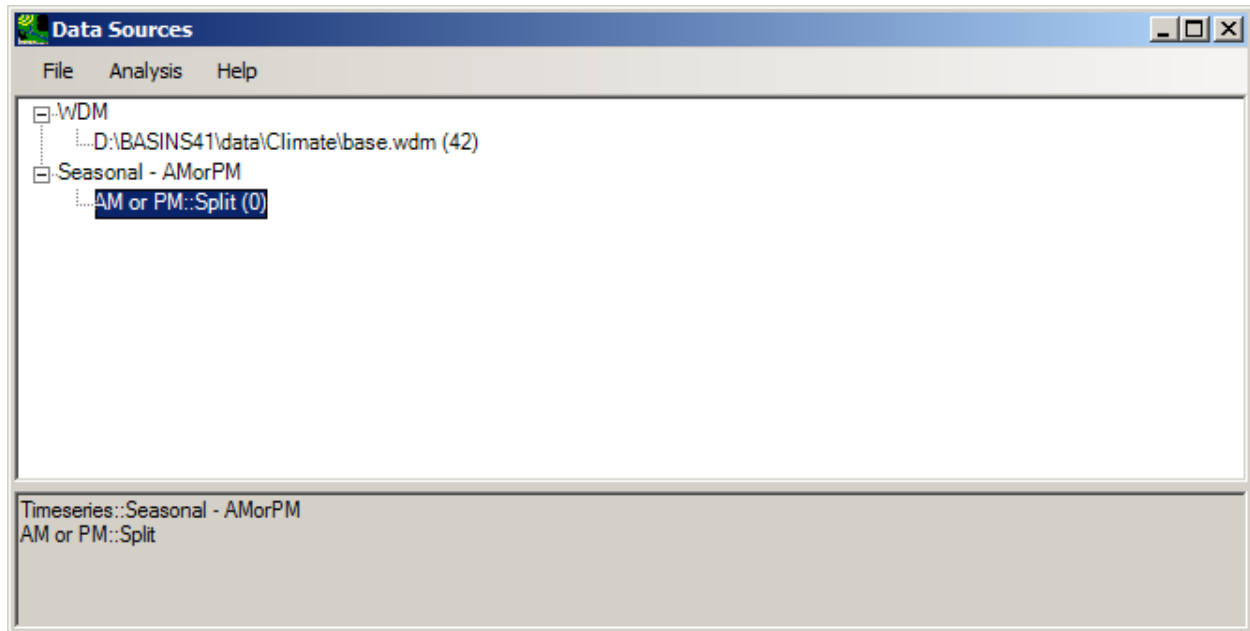 Data Sources
File Analysis Help
WDM
D:\BASINS41\data\Climate\base.wdm (42)
Seasonal - AMorPM
AM or PM::Split (0)
Timeseries::Seasonal - AMorPM
AM or PM::Split